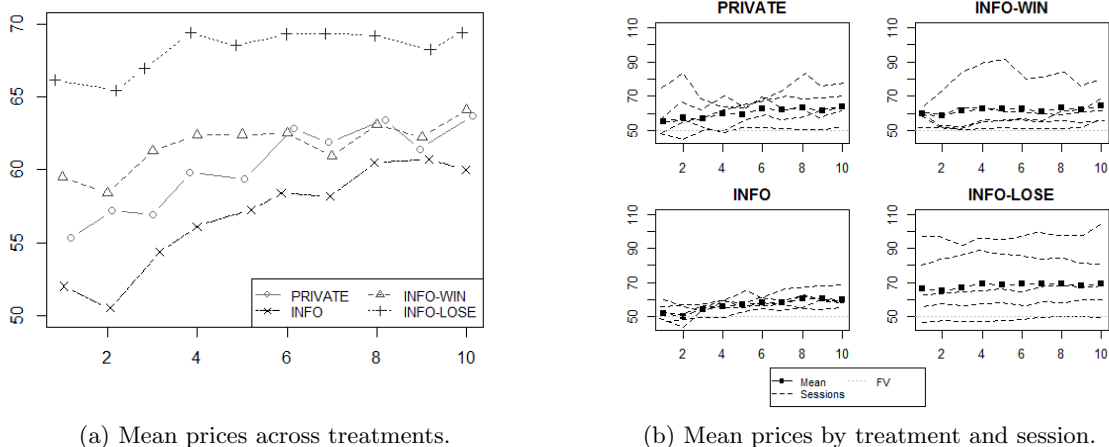 70
65
60
55
50
2 4 6 8 10
PRIVATE INFO-WIN
INFO INFO-LOSE
(a) Mean prices across treatments.
PRIVATE
110
90
70
50
2 4 6 8 10
INFO-WIN
110
90
70
50
2 4 6 8 10
INFO
110
90
70
50
2 4 6 8 10
INFO-LOSE
110
90
70
50
2 4 6 8 10
Mean FV
Sessions
(b) Mean prices by treatment and session.